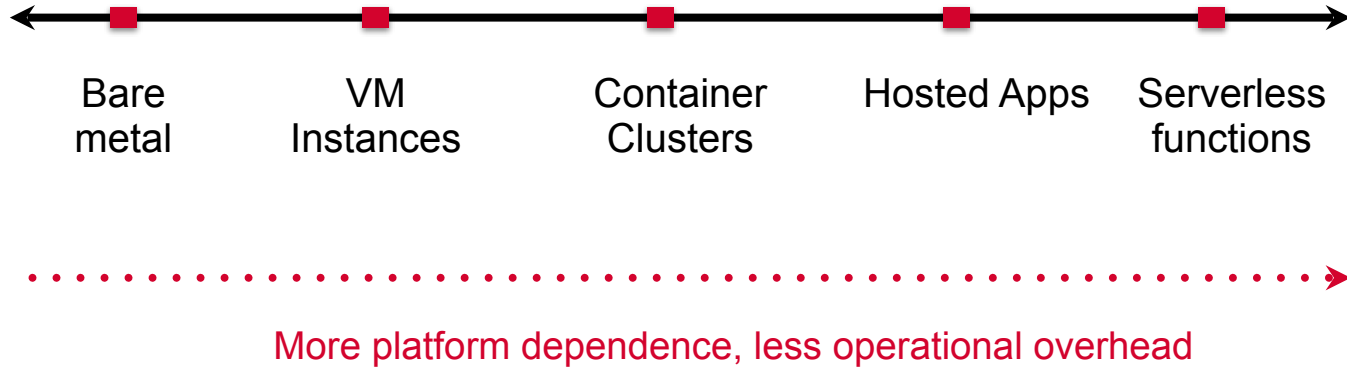 Bare
metal
VM
Instances
Container
Clusters
Hosted Apps
Serverless
functions
More platform dependence, less operational overhead